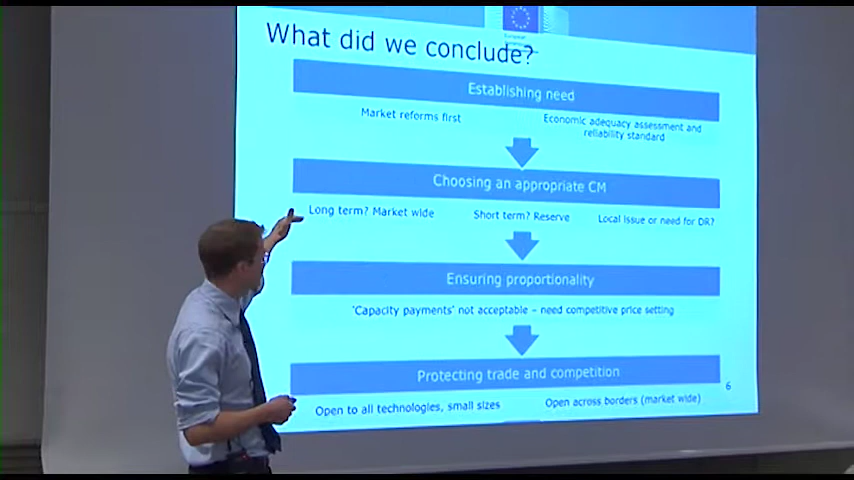 European
What did we conclude?
Establishing need
Market reforms first
Economic adequacy assessment and
reliability standard
Choosing an appropriate CM
Long term? Market wide
Short term? Reserve
Local issue or need for DR?
Ensuring proportionality
'Capacity payments' not acceptable – need competitive price setting
Protecting trade and competition
6
Open to all technologies, small sizes
Open across borders (market wide)